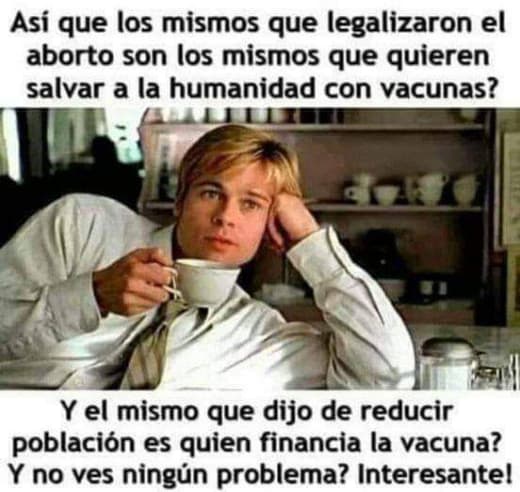 Así que los mismos que legalizaron el
aborto son los mismos que quieren
salvar a la humanidad con vacunas?
Y el mismo que dijo de reducir
población es quien financia la vacuna?
Y no ves ningún problema? Interesante!